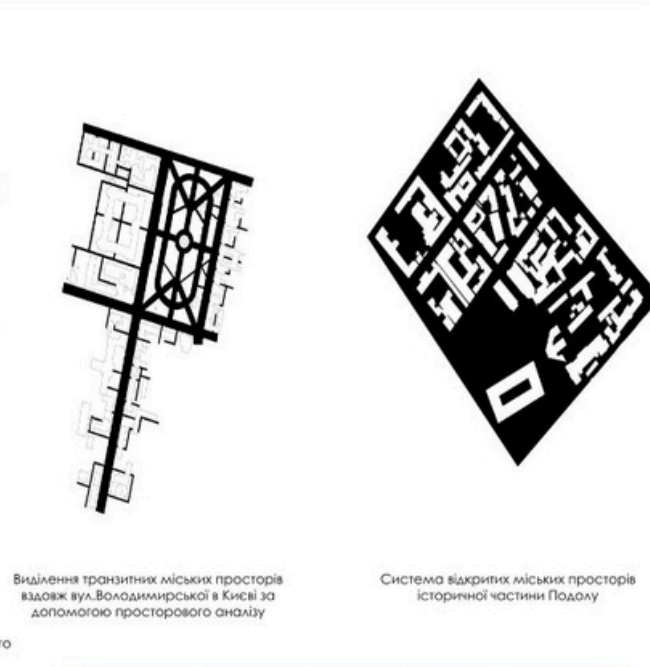 Виділення транзитних міських просторів
вздовж вул.Володимирської в Києві за
допомогою просторового аналізу
Система відкритих міських просторів
історичної частини Подолу